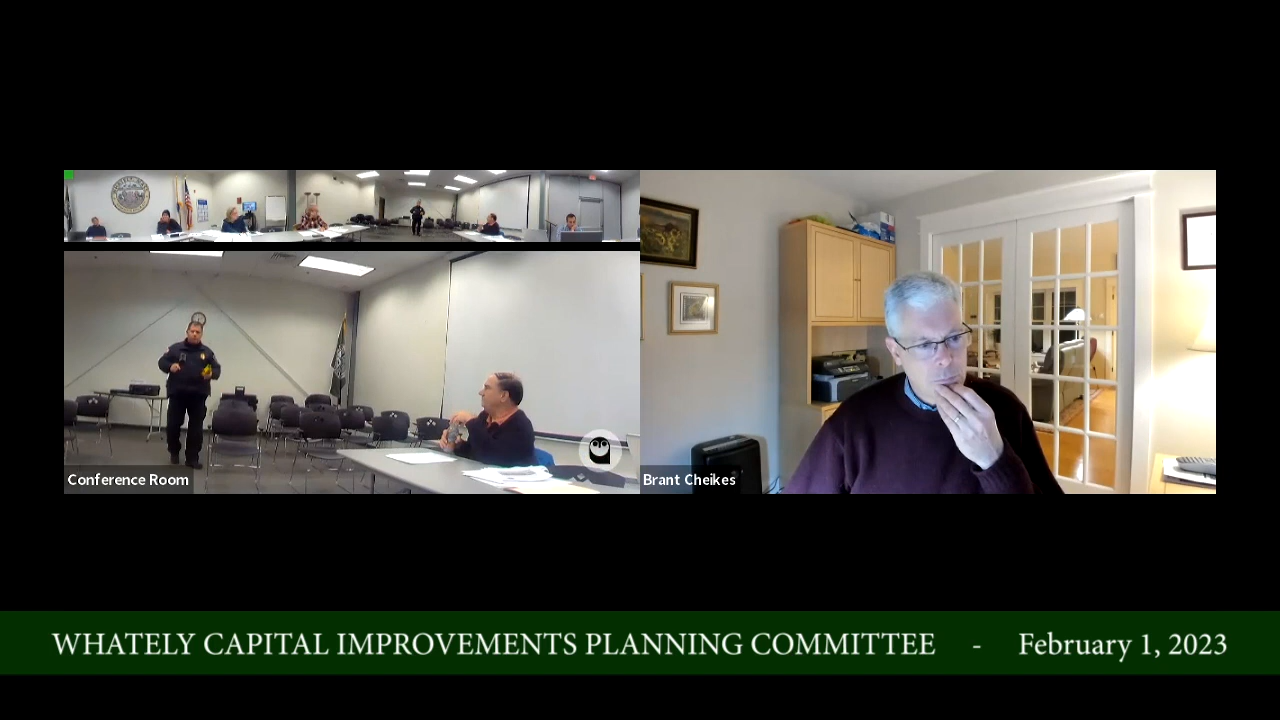 Conference Room
Brant Cheikes
WHATELY CAPITAL IMPROVEMENTS PLANNING COMMITTEE - February 1, 2023